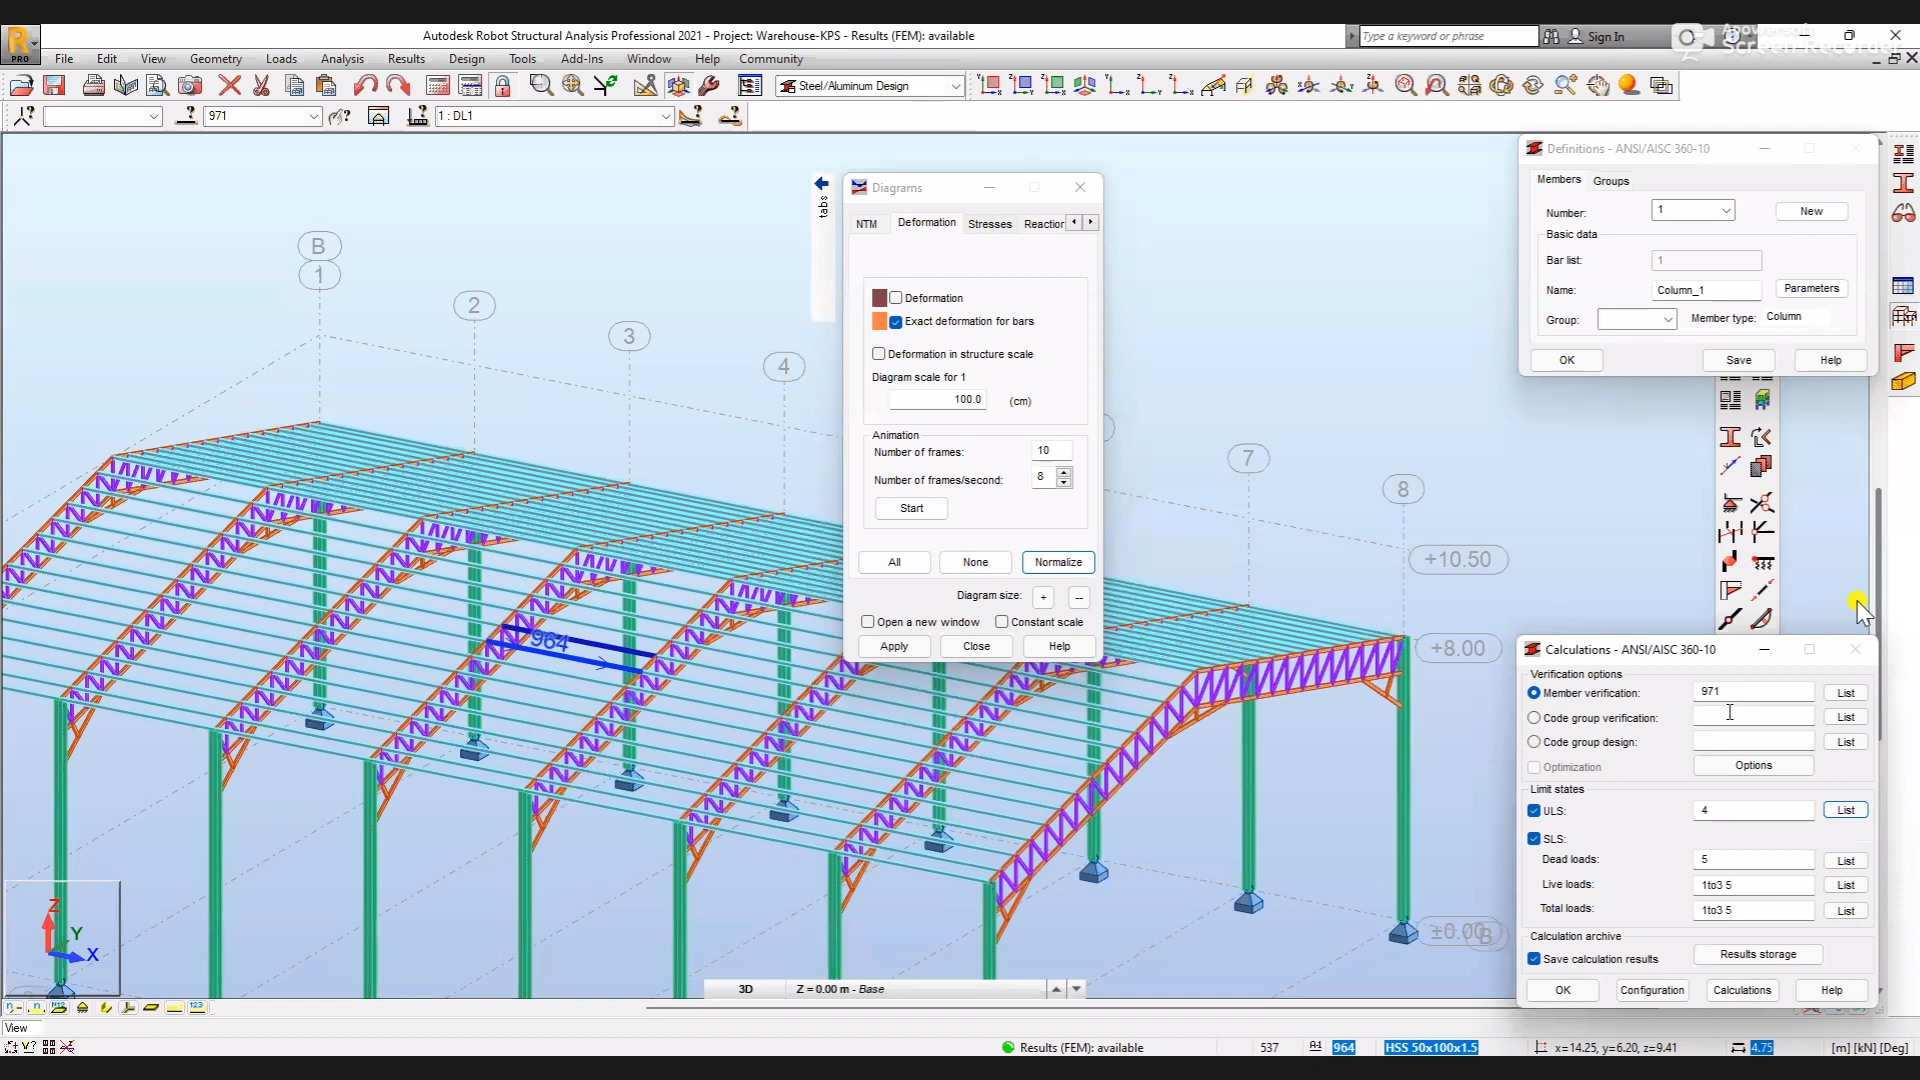 Autodesk Robot Structural Analysis Professional 2021 - Project: Warehouse-KPS - Results (FEM): available
Type a keyword or phrase
Sign In
PRO
File Edit View Geometry Loads Analysis Results Design Tools Add-Ins Window Help Community
Steel/Aluminum Design
971
1 : DL1
tabs
Diagrams
NTM Deformation Stresses Reaction
Deformation
Exact deformation for bars
Deformation in structure scale
Diagram scale for 1
100.0 (cm)
Animation
Number of frames: 10
Number of frames/second: 8
Start
All None Normalize
Diagram size: + --
Open a new window Constant scale
Apply Close Help
Definitions - ANSI/AISC 360-10
Members Groups
Number: 1 New
Basic data
Bar list: 1
Name: Column_1 Parameters
Group: Member type: Column
OK Save Help
B
1
2
3
4
7
8
+10.50
+8.00
±0.00
B
964
Calculations - ANSI/AISC 360-10
Verification options
Member verification: 971 List
Code group verification: List
Code group design: List
Optimization Options
Limit states
ULS: 4 List
SLS:
Dead loads: 5 List
Live loads: 1to3 5 List
Total loads: 1to3 5 List
Calculation archive
Save calculation results Results storage
OK Configuration Calculations Help
Z
Y
X
3D Z = 0.00 m - Base
View
Results (FEM): available 537 964 HSS 50x100x1.5 x=14.25, y=6.20, z=9.41 4.75 [m] [kN] [Deg]